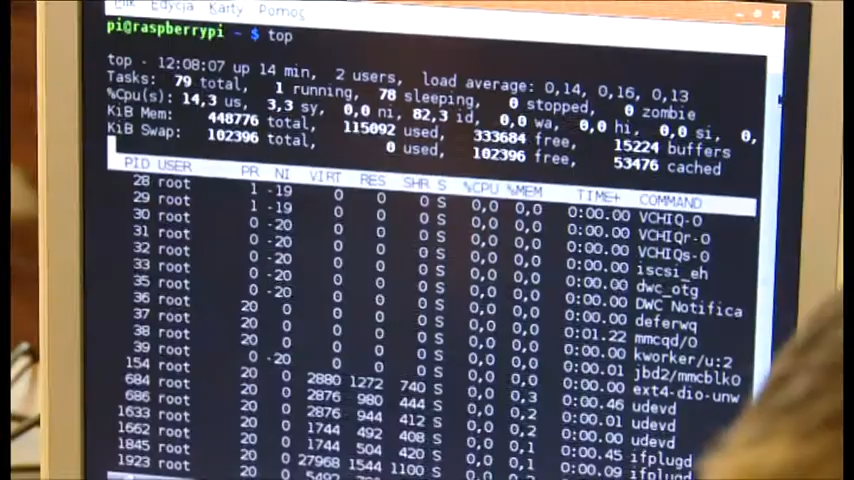 Plik Edycja Karty Pomoc
pi@raspberrypi ~ $ top
top - 12:08:07 up 14 min, 2 users, load average: 0,14, 0,16, 0,13
Tasks: 79 total, 1 running, 78 sleeping, 0 stopped, 0 zombie
%Cpu(s): 14,3 us, 3,3 sy, 0,0 ni, 82,3 id, 0,0 wa, 0,0 hi, 0,0 si, 0,
KiB Mem: 448776 total, 115092 used, 333684 free, 15224 buffers
KiB Swap: 102396 total, 0 used, 102396 free, 53476 cached
PID USER PR NI VIRT RES SHR S %CPU %MEM TIME+ COMMAND
28 root 1 -19 0 0 0 S 0,0 0,0 0:00.00 VCHIQ-0
29 root 1 -19 0 0 0 S 0,0 0,0 0:00.00 VCHIQr-0
30 root 0 -20 0 0 0 S 0,0 0,0 0:00.00 VCHIQs-0
31 root 0 -20 0 0 0 S 0,0 0,0 0:00.00 iscsi_eh
32 root 0 -20 0 0 0 S 0,0 0,0 0:00.00 dwc_otg
33 root 0 -20 0 0 0 S 0,0 0,0 0:00.00 DWC Notifica
35 root 0 -20 0 0 0 S 0,0 0,0 0:00.00 deferwq
36 root 20 0 0 0 0 S 0,0 0,0 0:01.22 mmcqd/0
37 root 20 0 0 0 0 S 0,0 0,0 0:00.00 kworker/u:2
38 root 20 0 0 0 0 S 0,0 0,0 0:00.01 jbd2/mmcblk0
39 root 0 -20 0 0 0 S 0,0 0,0 0:00.00 ext4-dio-unw
154 root 20 0 2880 1272 740 S 0,0 0,3 0:00.46 udevd
684 root 20 0 2876 980 444 S 0,0 0,2 0:00.01 udevd
686 root 20 0 2876 944 412 S 0,0 0,2 0:00.00 udevd
1633 root 20 0 1744 492 408 S 0,0 0,1 0:00.45 ifplugd
1662 root 20 0 1744 504 420 S 0,0 0,1 0:00.09 ifplugd
1845 root 20 0 27968 1544 1100 S 0,0
1923 root 20 0 5492